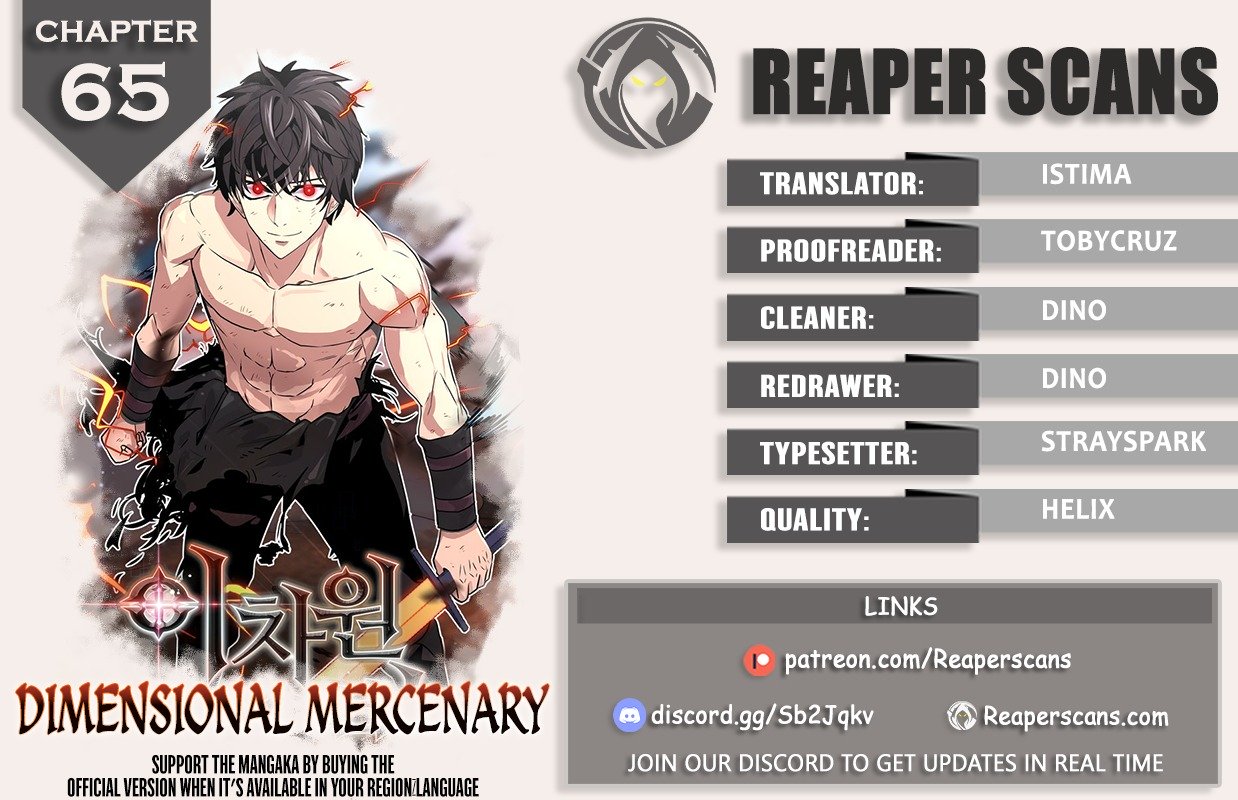 CHAPTER
65
REAPER SCANS
TRANSLATOR: ISTIMA
PROOFREADER: TOBYCRUZ
CLEANER: DINO
REDRAWER: DINO
TYPESETTER: STRAYSPARK
QUALITY: HELIX
이차원
DIMENSIONAL MERCENARY
SUPPORT THE MANGAKA BY BUYING THE
OFFICIAL VERSION WHEN IT'S AVAILABLE IN YOUR REGION/LANGUAGE
LINKS
patreon.com/Reaperscans
discord.gg/Sb2Jqkv Reaperscans.com
JOIN OUR DISCORD TO GET UPDATES IN REAL TIME